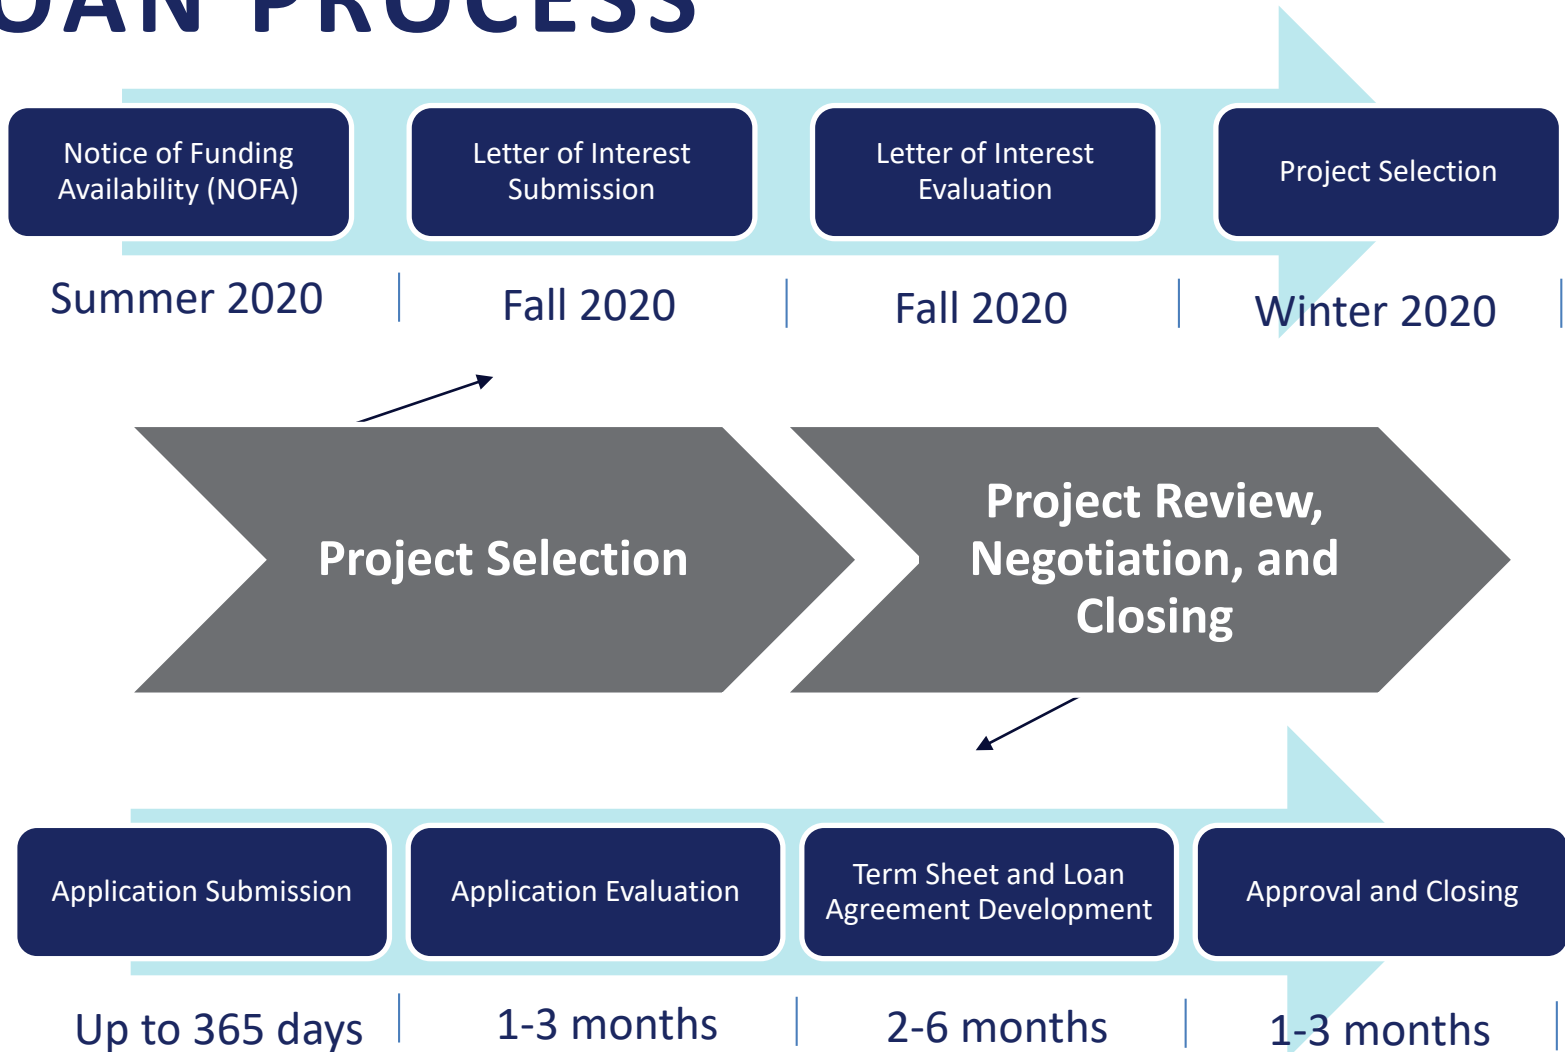 OAN PROCESS
Notice of Funding
Availability (NOFA)
Letter of Interest
Submission
Letter of Interest
Evaluation
Project Selection
Summer 2020
Fall 2020
Fall 2020
Winter 2020
Project Selection
Project Review,
Negotiation, and
Closing
Application Submission
Application Evaluation
Term Sheet and Loan
Agreement Development
Approval and Closing
Up to 365 days
1-3 months
2-6 months
1-3 months